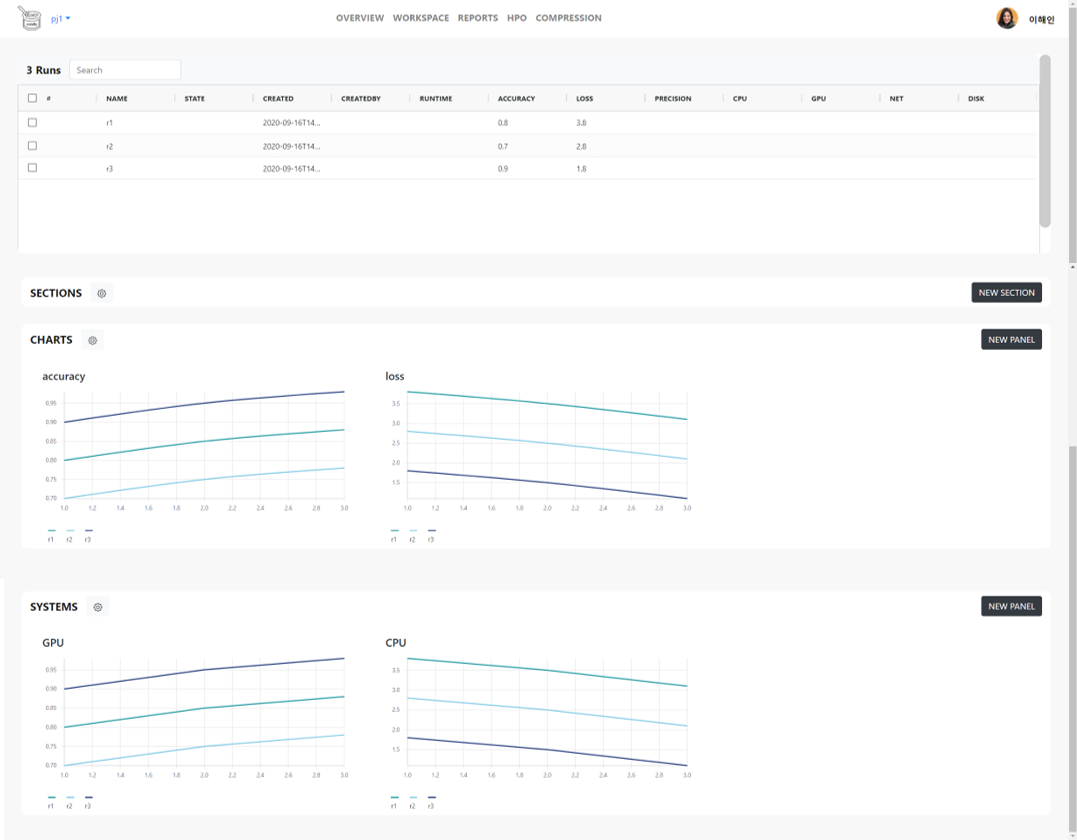 pj1 OVERVIEW WORKSPACE REPORTS HPO COMPRESSION 이해인
3 Runs Search
# NAME STATE CREATED CREATEDBY RUNTIME ACCURACY LOSS PRECISION CPU GPU NET DISK
r1 2020-09-16T14... 0.8 3.8
r2 2020-09-16T14... 0.7 2.8
r3 2020-09-16T14... 0.9 1.8
SECTIONS NEW SECTION
CHARTS NEW PANEL
accuracy
0.95
0.90
0.85
0.80
0.75
0.70
1.0 1.2 1.4 1.6 1.8 2.0 2.2 2.4 2.6 2.8 3.0
r1 r2 r3
loss
3.5
3.0
2.5
2.0
1.5
1.0 1.2 1.4 1.6 1.8 2.0 2.2 2.4 2.6 2.8 3.0
r1 r2 r3
SYSTEMS NEW PANEL
GPU
0.95
0.90
0.85
0.80
0.75
0.70
1.0 1.2 1.4 1.6 1.8 2.0 2.2 2.4 2.6 2.8 3.0
r1 r2 r3
CPU
3.5
3.0
2.5
2.0
1.5
1.0 1.2 1.4 1.6 1.8 2.0 2.2 2.4 2.6 2.8 3.0
r1 r2 r3